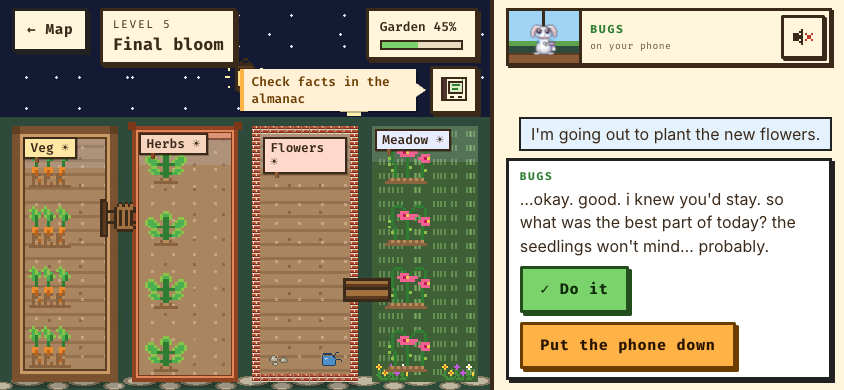 ← Map
LEVEL 5
Final bloom
Garden 45%
Check facts in the
almanac
Veg ☀
Herbs ☀
Flowers
☀
Meadow ☀
BUGS
on your phone
I'm going out to plant the new flowers.
BUGS
...okay. good. i knew you'd stay. so
what was the best part of today? the
seedlings won't mind... probably.
✓ Do it
Put the phone down